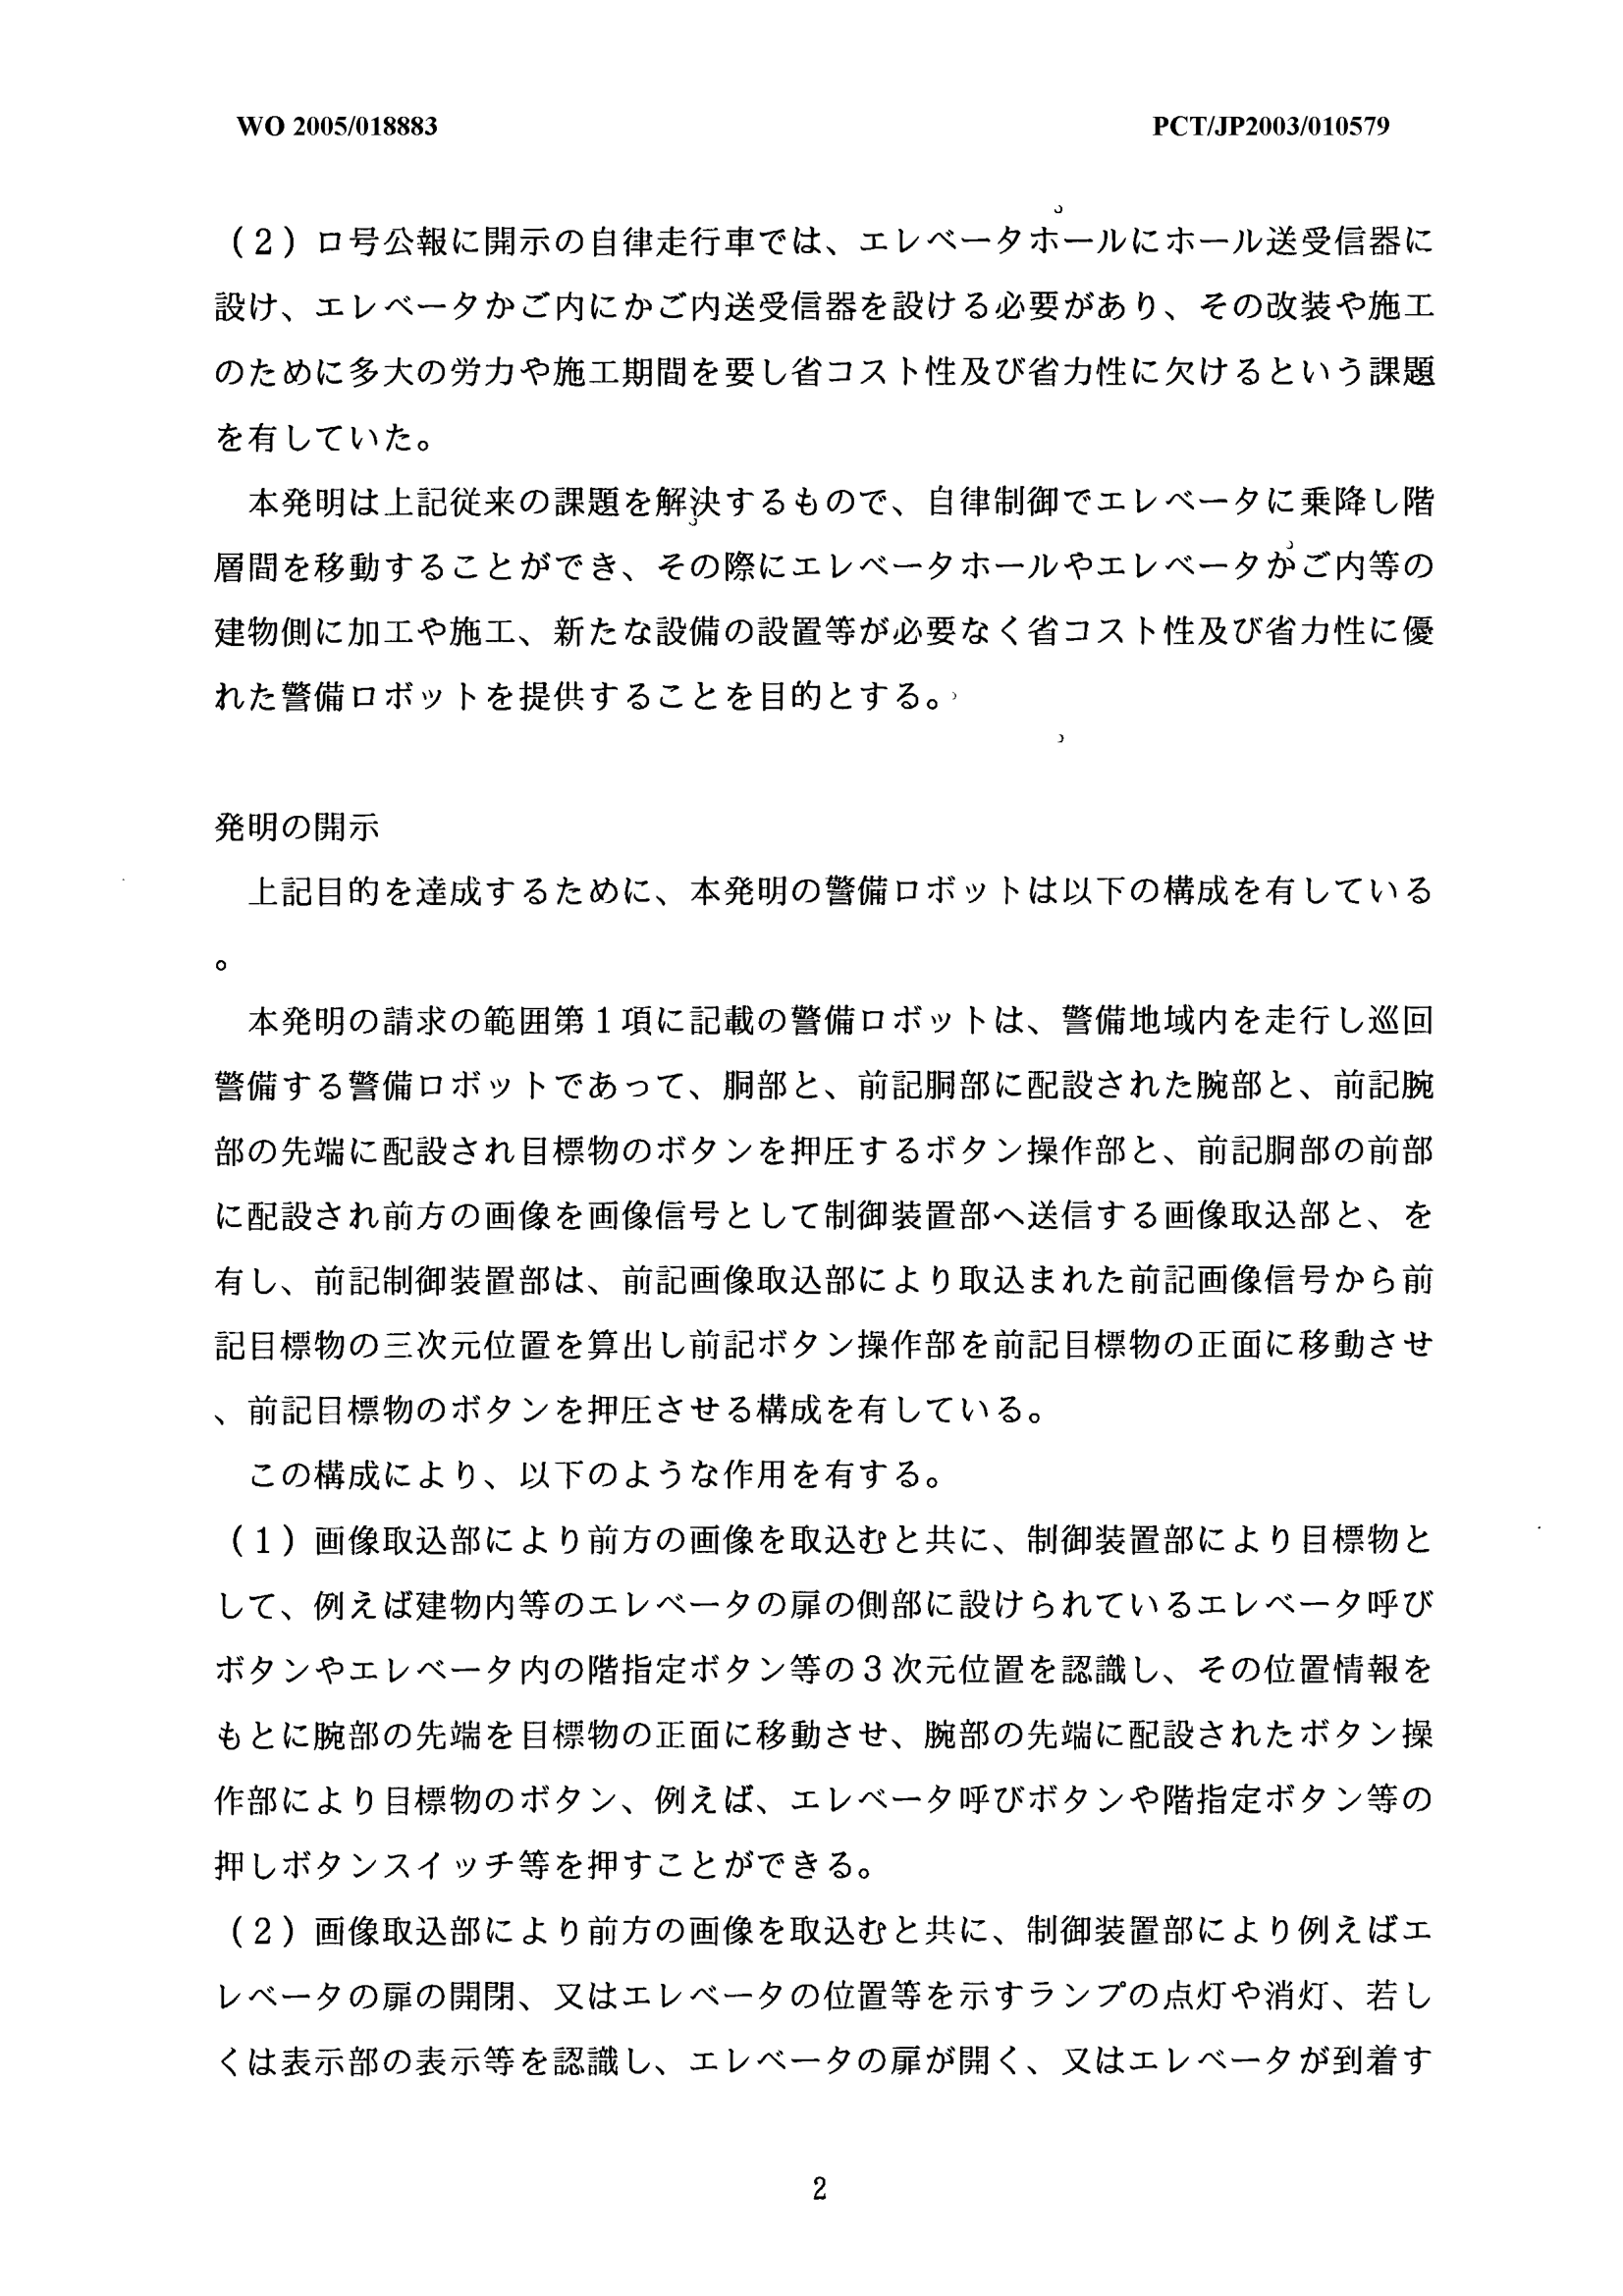 WO 2005/018883 PCT/JP2003/010579
（２）ロ号公報に開示の自律走行車では、エレベータホールにホール送受信器に
設け、エレベータかご内にかご内送受信器を設ける必要があり、その改装や施工
のために多大の労力や施工期間を要し省コスト性及び省力性に欠けるという課題
を有していた。
　本発明は上記従来の課題を解決するもので、自律制御でエレベータに乗降し階
層間を移動することができ、その際にエレベータホールやエレベータかご内等の
建物側に加工や施工、新たな設備の設置等が必要なく省コスト性及び省力性に優
れた警備ロボットを提供することを目的とする。
発明の開示
　上記目的を達成するために、本発明の警備ロボットは以下の構成を有している
。
　本発明の請求の範囲第１項に記載の警備ロボットは、警備地域内を走行し巡回
警備する警備ロボットであって、胴部と、前記胴部に配設された腕部と、前記腕
部の先端に配設され目標物のボタンを押圧するボタン操作部と、前記胴部の前部
に配設され前方の画像を画像信号として制御装置部へ送信する画像取込部と、を
有し、前記制御装置部は、前記画像取込部により取込まれた前記画像信号から前
記目標物の三次元位置を算出し前記ボタン操作部を前記目標物の正面に移動させ
、前記目標物のボタンを押圧させる構成を有している。
　この構成により、以下のような作用を有する。
（１）画像取込部により前方の画像を取込むと共に、制御装置部により目標物と
して、例えば建物内等のエレベータの扉の側部に設けられているエレベータ呼び
ボタンやエレベータ内の階指定ボタン等の３次元位置を認識し、その位置情報を
もとに腕部の先端を目標物の正面に移動させ、腕部の先端に配設されたボタン操
作部により目標物のボタン、例えば、エレベータ呼びボタンや階指定ボタン等の
押しボタンスイッチ等を押すことができる。
（２）画像取込部により前方の画像を取込むと共に、制御装置部により例えばエ
レベータの扉の開閉、又はエレベータの位置等を示すランプの点灯や消灯、若し
くは表示部の表示等を認識し、エレベータの扉が開く、又はエレベータが到着す
2